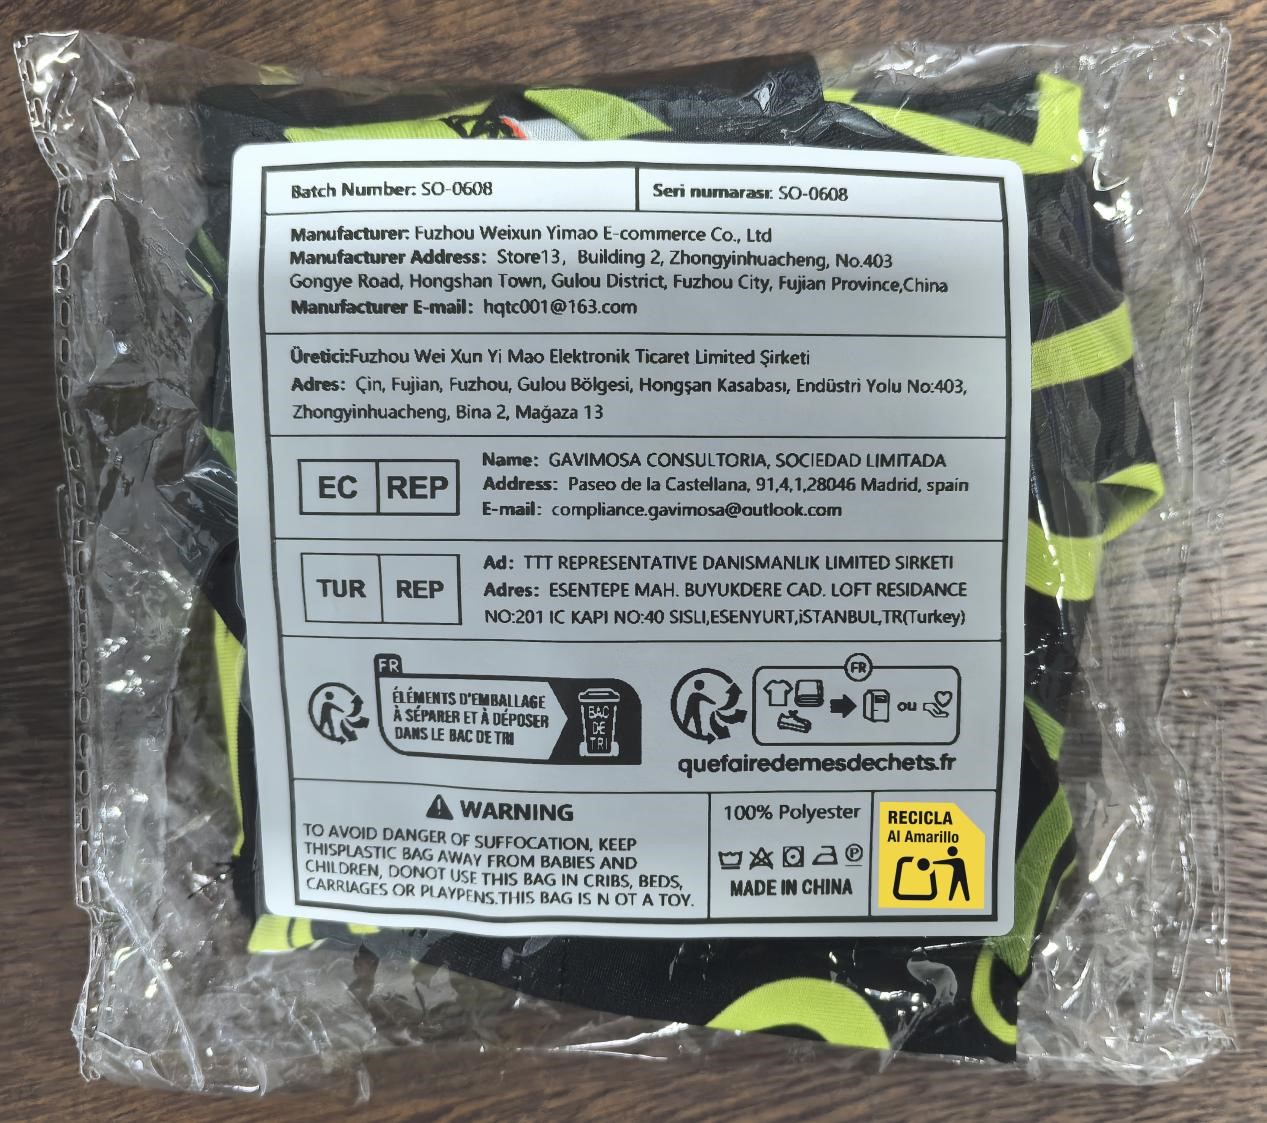 Batch Number: SO-0608
Seri numarası: SO-0608
Manufacturer: Fuzhou Weixun Yimao E-commerce Co., Ltd
Manufacturer Address: Store13, Building 2, Zhongyinhuacheng, No.403
Gongye Road, Hongshan Town, Gulou District, Fuzhou City, Fujian Province,China
Manufacturer E-mail: hqtc001@163.com
Üretici:Fuzhou Wei Xun Yi Mao Elektronik Ticaret Limited Şirketi
Adres: Çin, Fujian, Fuzhou, Gulou Bölgesi, Hongşan Kasabası, Endüstri Yolu No:403,
Zhongyinhuacheng, Bina 2, Mağaza 13
EC REP
Name: GAVIMOSA CONSULTORIA, SOCIEDAD LIMITADA
Address: Paseo de la Castellana, 91,4,1,28046 Madrid, spain
E-mail: compliance.gavimosa@outlook.com
TUR REP
Ad: TTT REPRESENTATIVE DANISMANLIK LIMITED SIRKETI
Adres: ESENTEPE MAH. BUYUKDERE CAD. LOFT RESIDANCE
NO:201 IC KAPI NO:40 SISLI,ESENYURT,iSTANBUL,TR(Turkey)
FR
ÉLÉMENTS D'EMBALLAGE
À SÉPARER ET À DÉPOSER
DANS LE BAC DE TRI
BAC
DE
TRI
FR
ou
quefairedemesdechets.fr
WARNING
TO AVOID DANGER OF SUFFOCATION, KEEP
THISPLASTIC BAG AWAY FROM BABIES AND
CHILDREN, DONOT USE THIS BAG IN CRIBS, BEDS,
CARRIAGES OR PLAYPENS.THIS BAG IS N OT A TOY.
100% Polyester
P
MADE IN CHINA
RECICLA
Al Amarillo